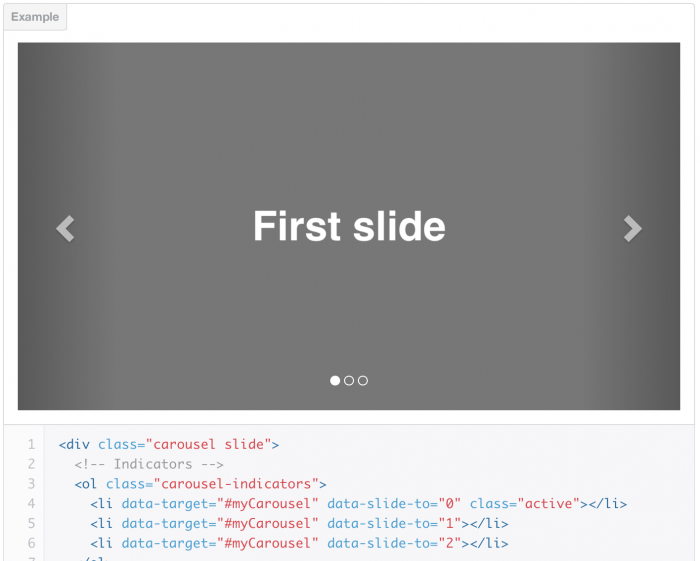 Example
First slide
1 <div class="carousel slide">
2 <!-- Indicators -->
3 <ol class="carousel-indicators">
4 <li data-target="#myCarousel" data-slide-to="0" class="active"></li>
5 <li data-target="#myCarousel" data-slide-to="1"></li>
6 <li data-target="#myCarousel" data-slide-to="2"></li>
7 </ol>